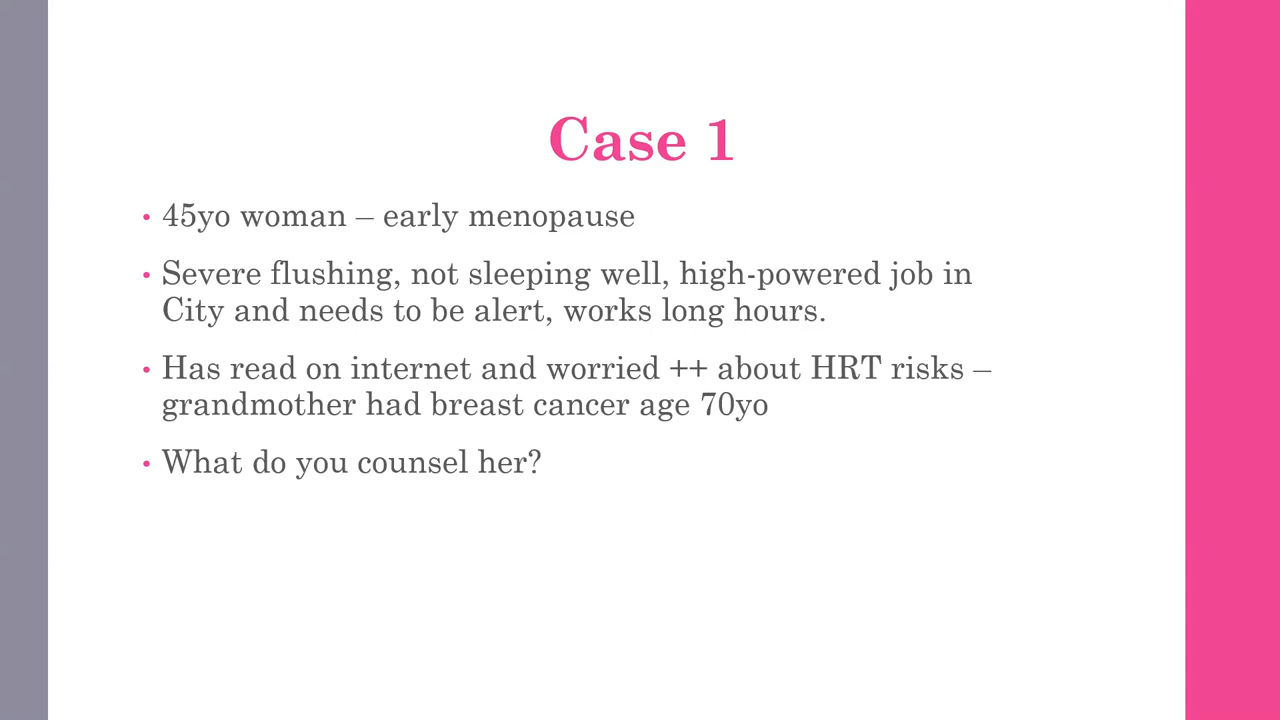 Case 1
• 45yo woman – early menopause
• Severe flushing, not sleeping well, high-powered job in
City and needs to be alert, works long hours.
• Has read on internet and worried ++ about HRT risks –
grandmother had breast cancer age 70yo
• What do you counsel her?